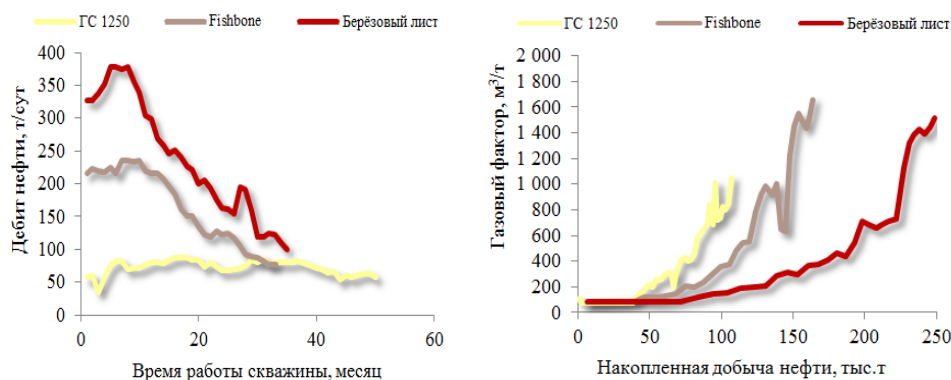 ГС 1250 Fishbone Берёзовый лист
Дебит нефти, т/сут
400
350
300
250
200
150
100
50
0
0 20 40 60
Время работы скважины, месяц
ГС 1250 Fishbone Берёзовый лист
Газовый фактор, м³/т
2 000
1 800
1 600
1 400
1 200
1 000
800
600
400
200
0
0 50 100 150 200 250
Накопленная добыча нефти, тыс.т